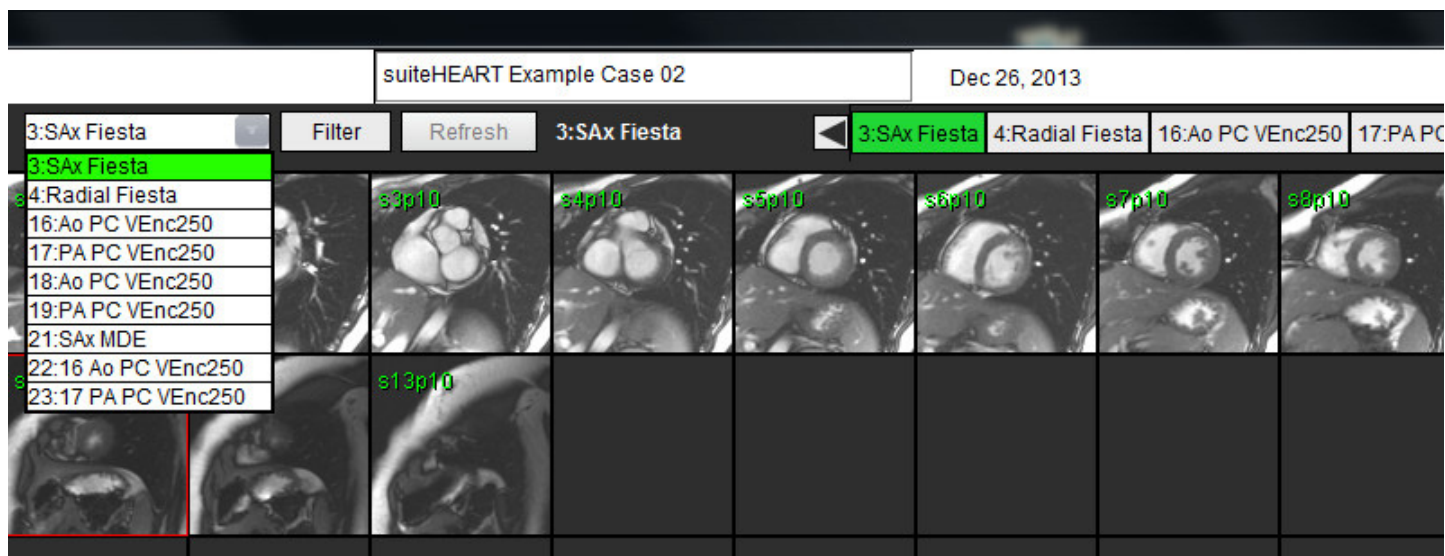 suiteHEART Example Case 02
Dec 26, 2013
3:SAx Fiesta
Filter
Refresh
3:SAx Fiesta
3:SAx Fiesta
4:Radial Fiesta
16:Ao PC VEnc250
17:PA PC
3:SAx Fiesta
4:Radial Fiesta
16:Ao PC VEnc250
17:PA PC VEnc250
18:Ao PC VEnc250
19:PA PC VEnc250
21:SAx MDE
22:16 Ao PC VEnc250
23:17 PA PC VEnc250
s3p10
s4p10
s5p10
s6p10
s7p10
s8p10
s13p10